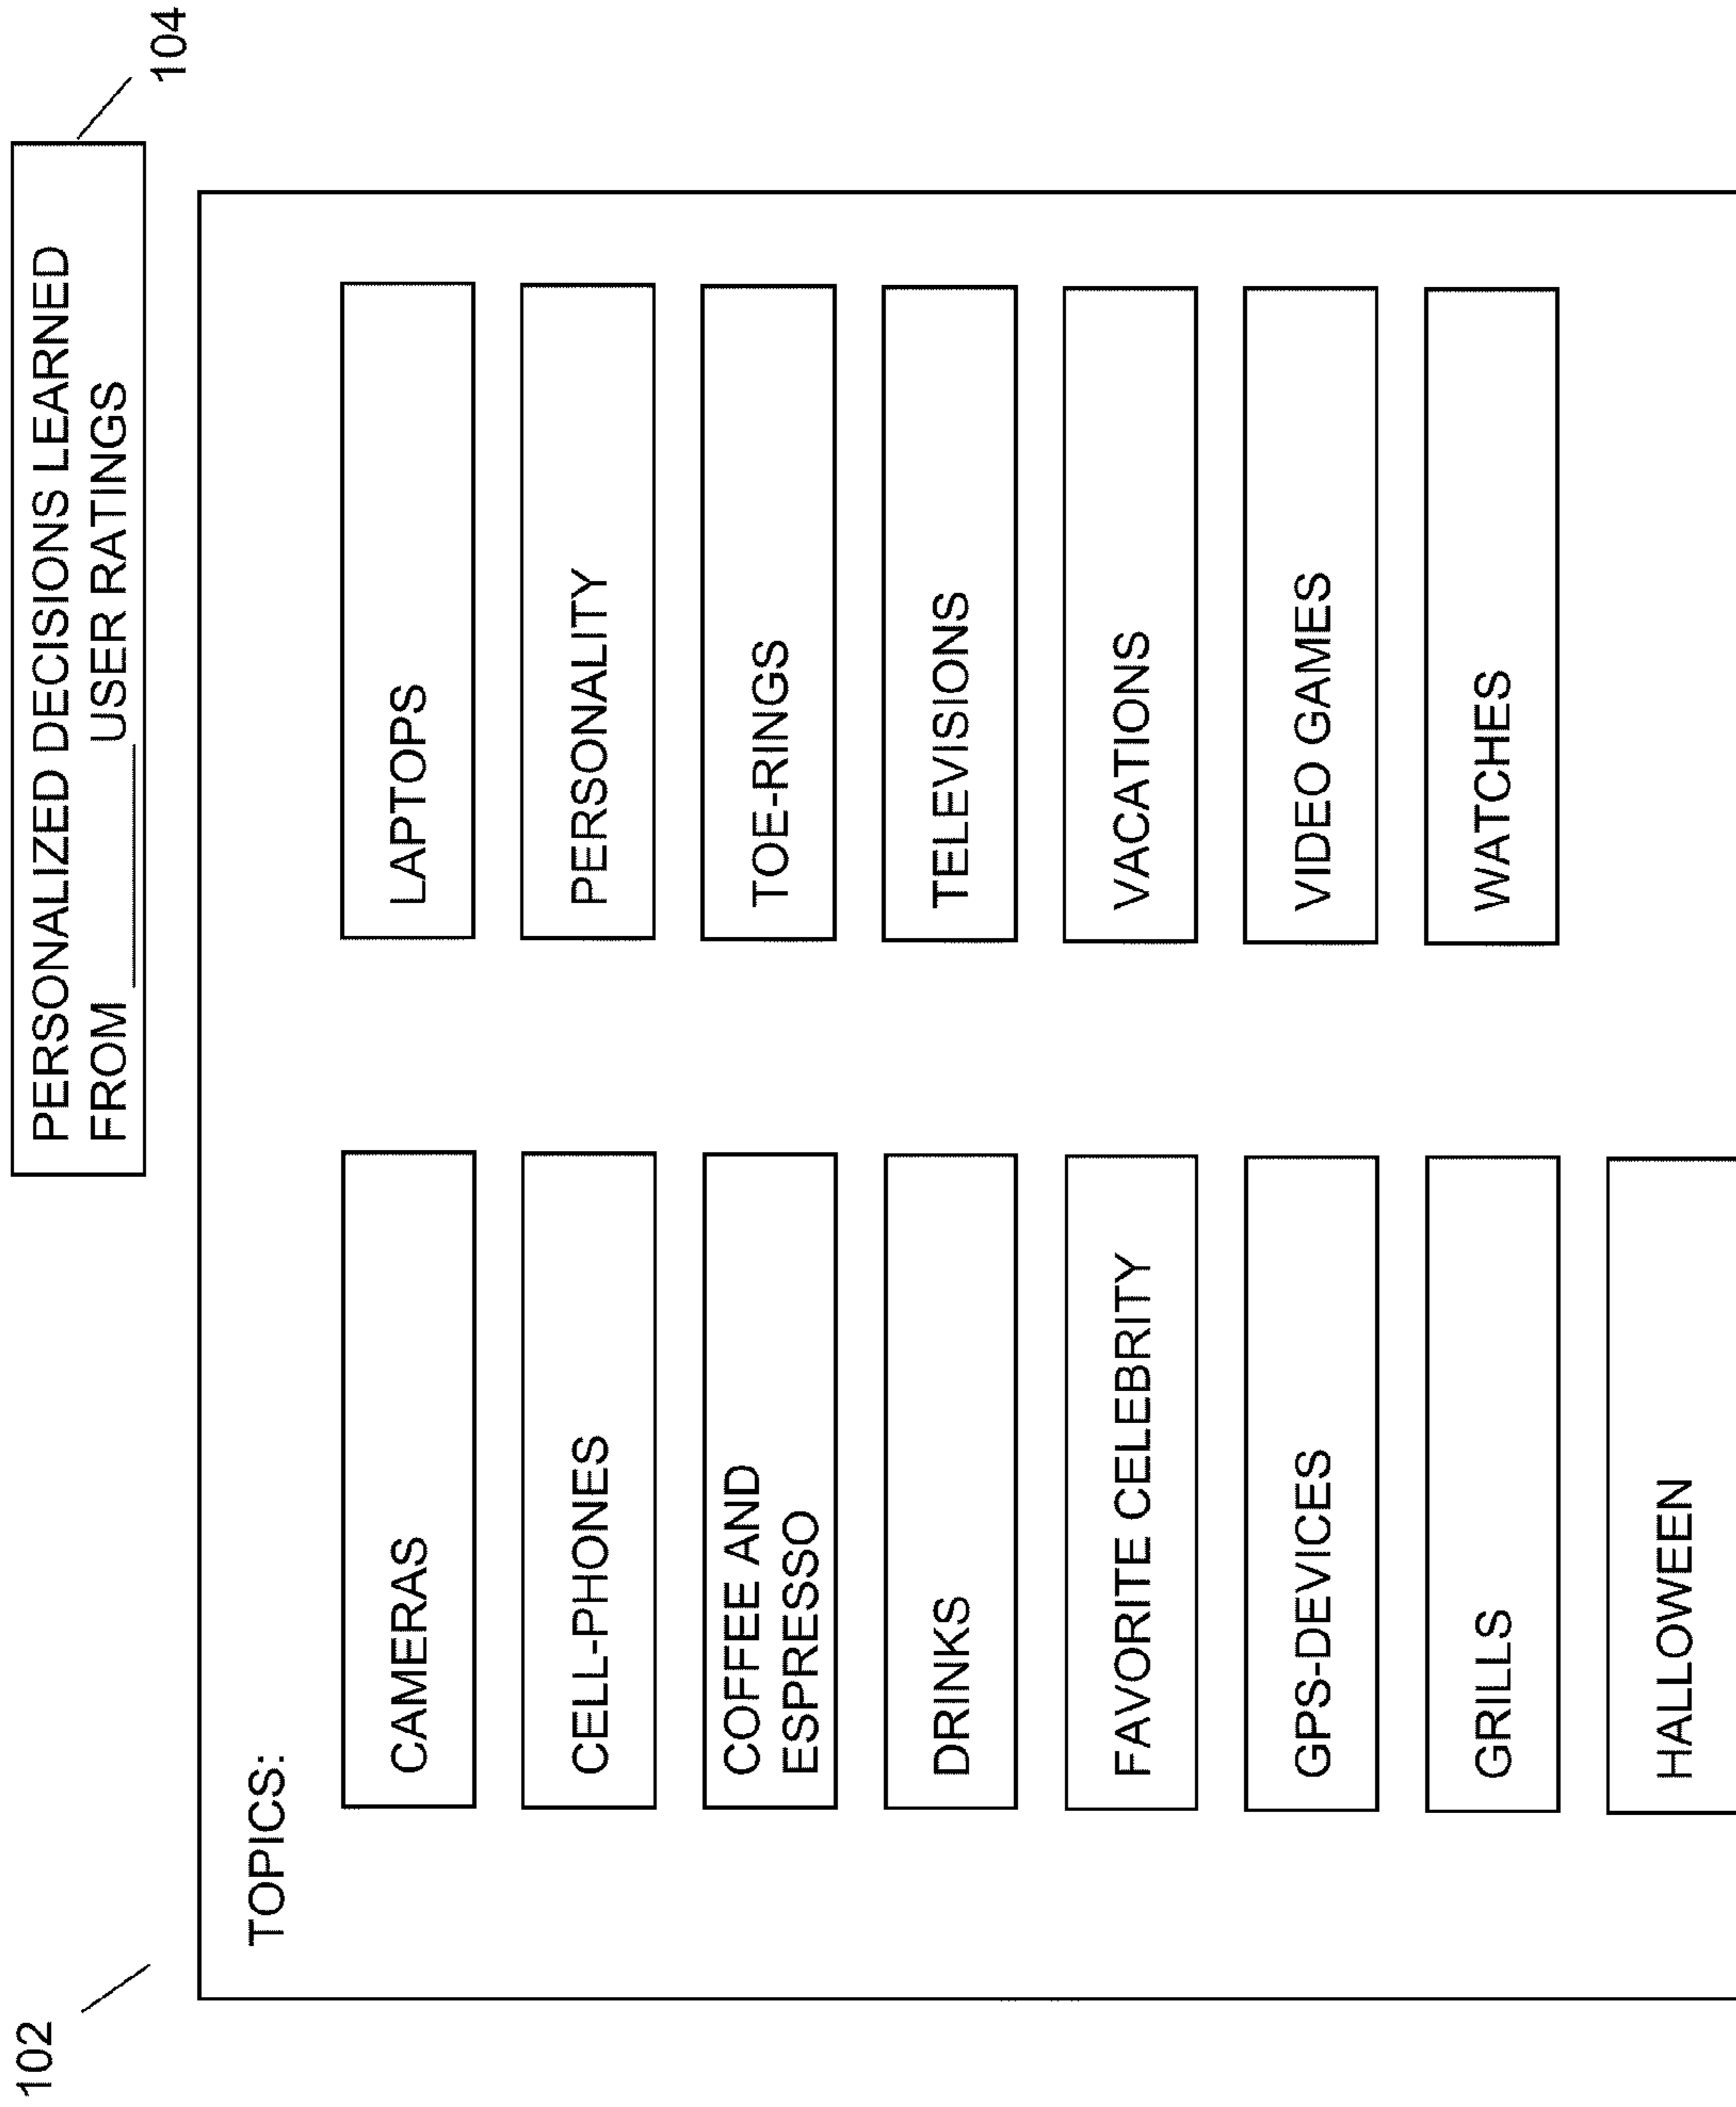 102
PERSONALIZED DECISIONS LEARNED
FROM __________ USER RATINGS
104
TOPICS:
CAMERAS
CELL-PHONES
COFFEE AND
ESPRESSO
DRINKS
FAVORITE CELEBRITY
GPS-DEVICES
GRILLS
HALLOWEEN
LAPTOPS
PERSONALITY
TOE-RINGS
TELEVISIONS
VACATIONS
VIDEO GAMES
WATCHES